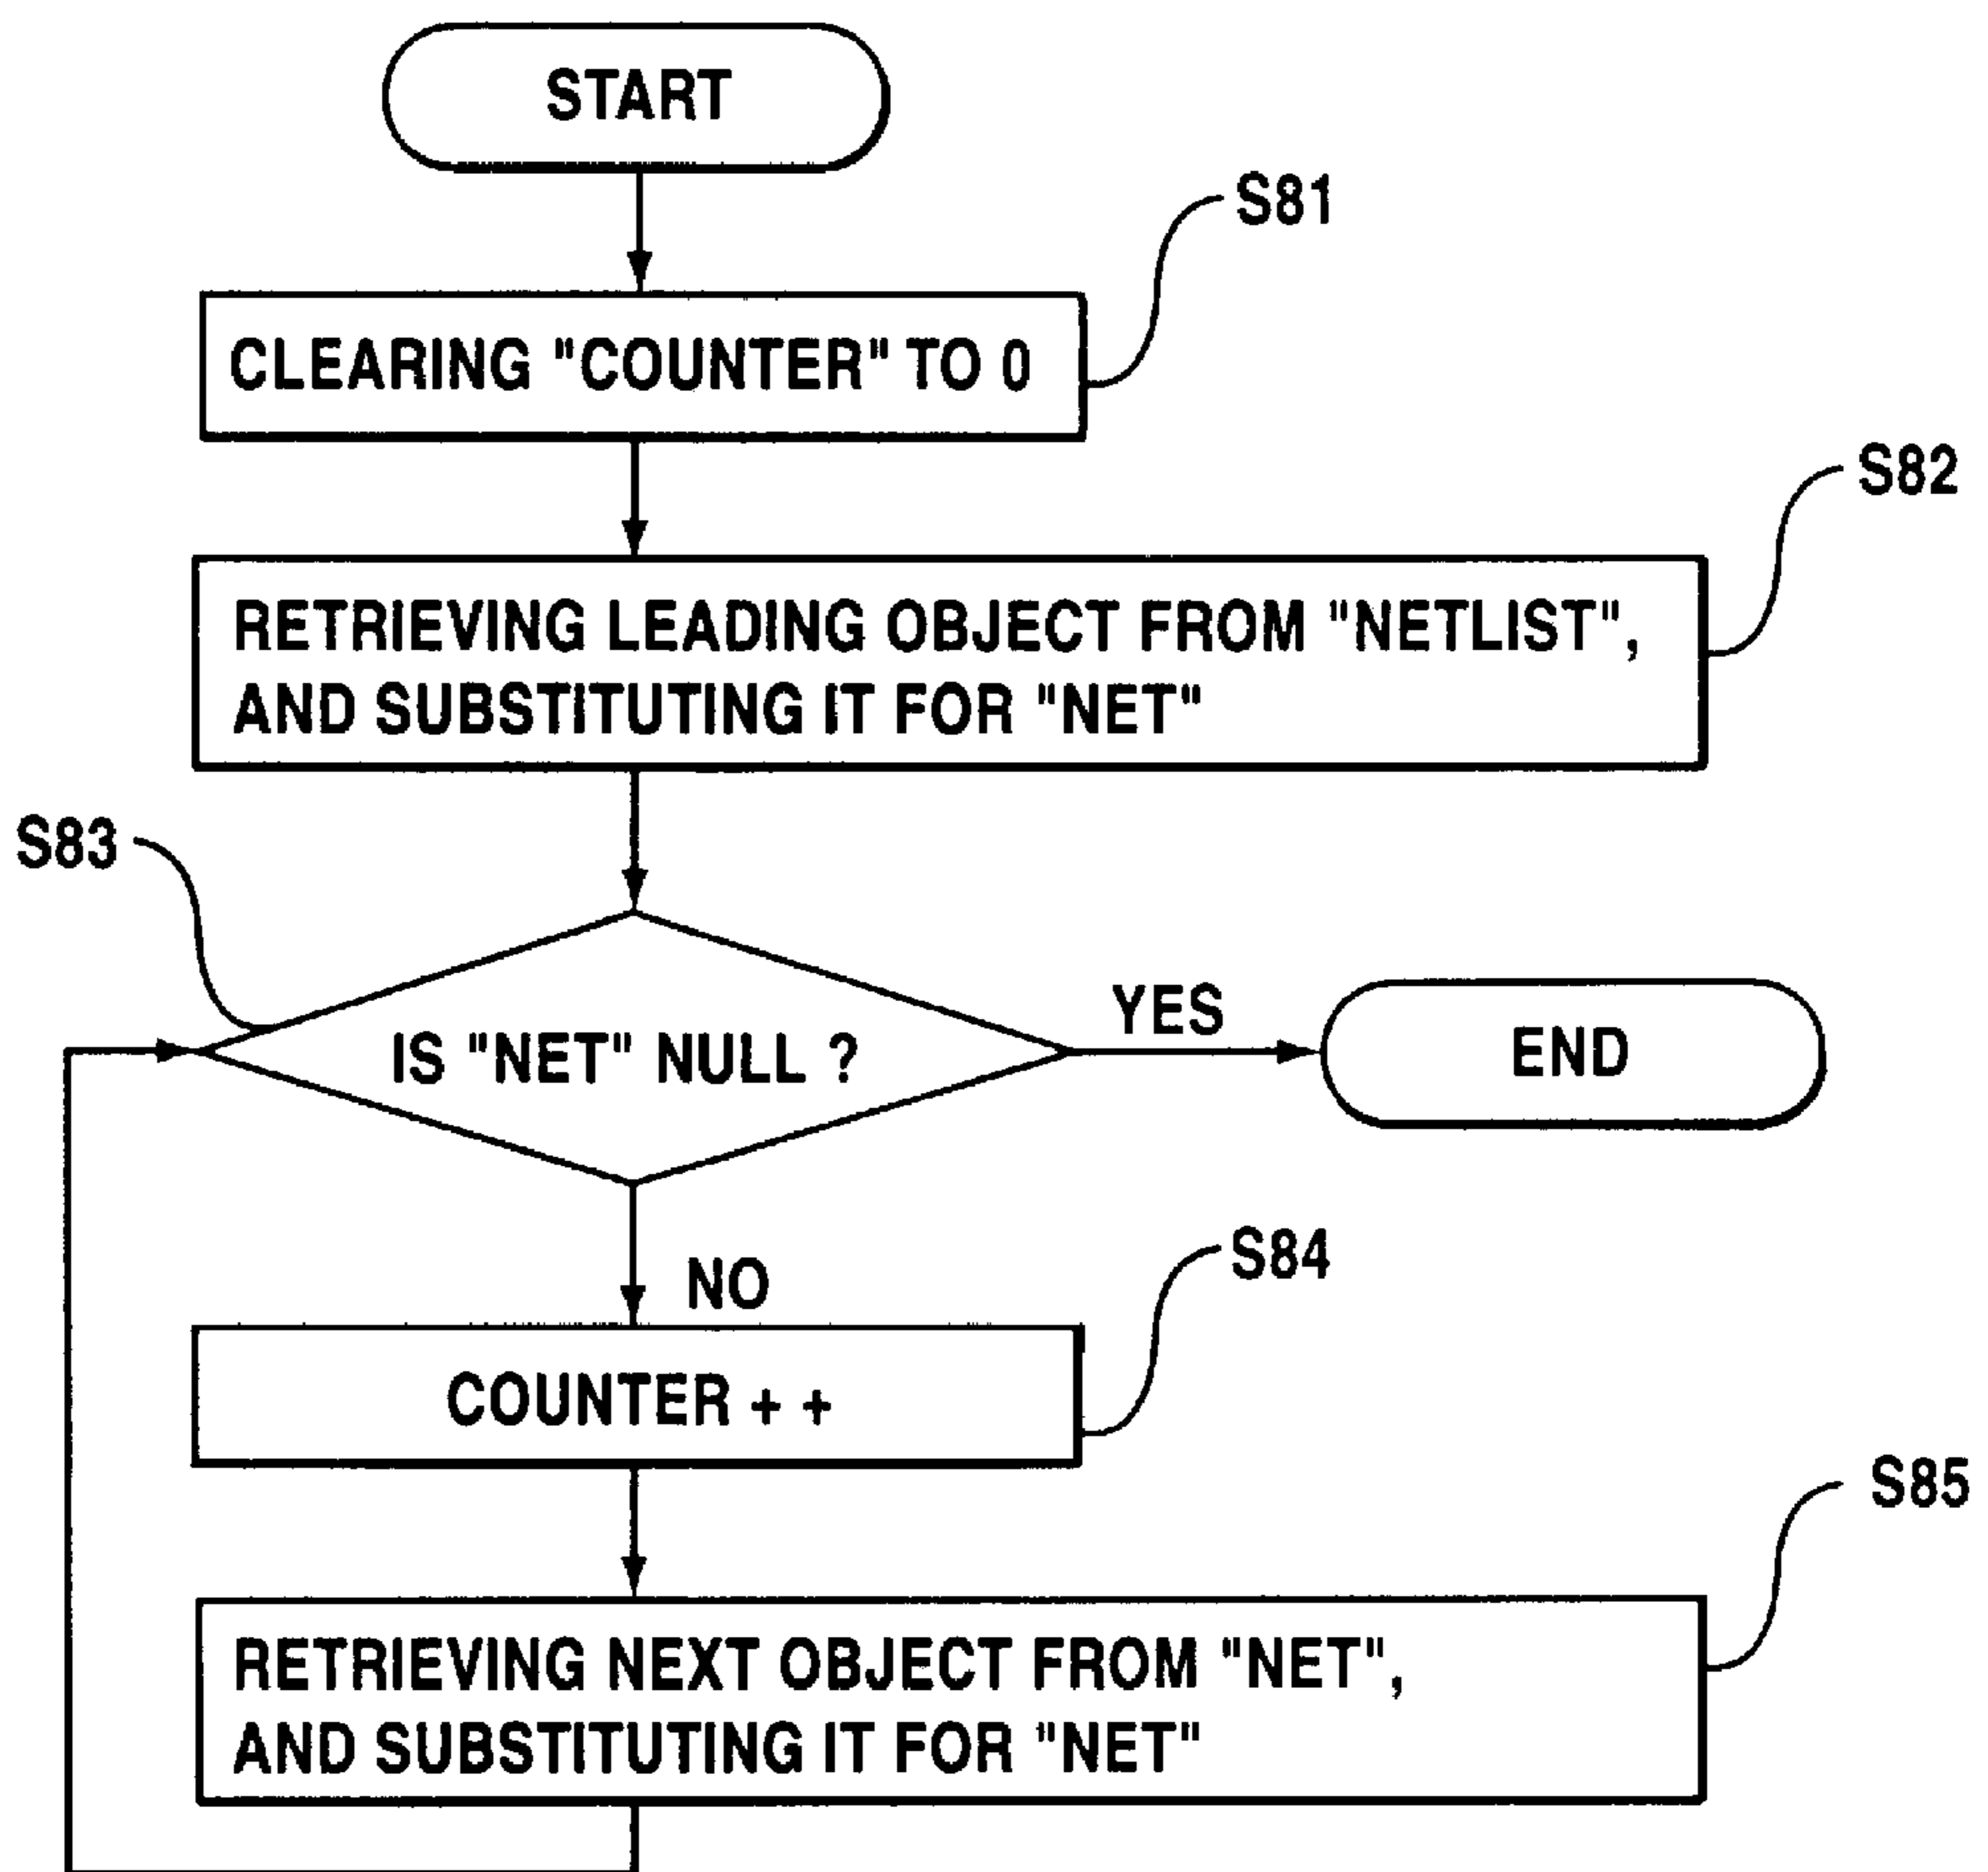 START
S81
CLEARING "COUNTER" TO 0
S82
RETRIEVING LEADING OBJECT FROM "NETLIST",
AND SUBSTITUTING IT FOR "NET"
S83
IS "NET" NULL ?
YES
END
NO
S84
COUNTER + +
S85
RETRIEVING NEXT OBJECT FROM "NET",
AND SUBSTITUTING IT FOR "NET"